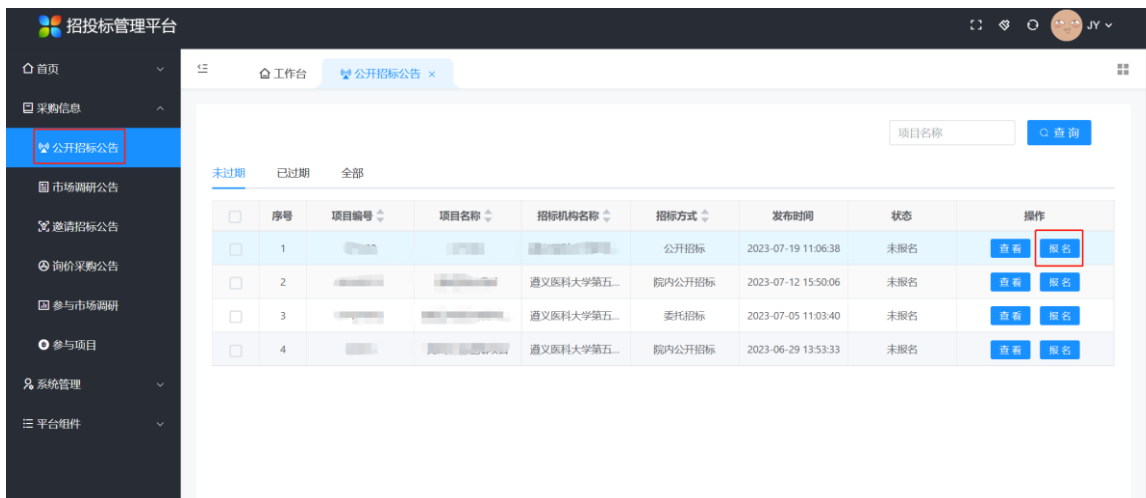 招投标管理平台
JY
首页
采购信息
公开招标公告
市场调研公告
邀请招标公告
询价采购公告
参与市场调研
参与项目
系统管理
平台组件
工作台 公开招标公告 ×
项目名称 查 询
未过期 已过期 全部
序号 项目编号 项目名称 招标机构名称 招标方式 发布时间 状态 操作
1 公开招标 2023-07-19 11:06:38 未报名 查 看 报 名
2 遵义医科大学第五... 院内公开招标 2023-07-12 15:50:06 未报名 查 看 报 名
3 遵义医科大学第五... 委托招标 2023-07-05 11:03:40 未报名 查 看 报 名
4 遵义医科大学第五... 院内公开招标 2023-06-29 13:53:33 未报名 查 看 报 名